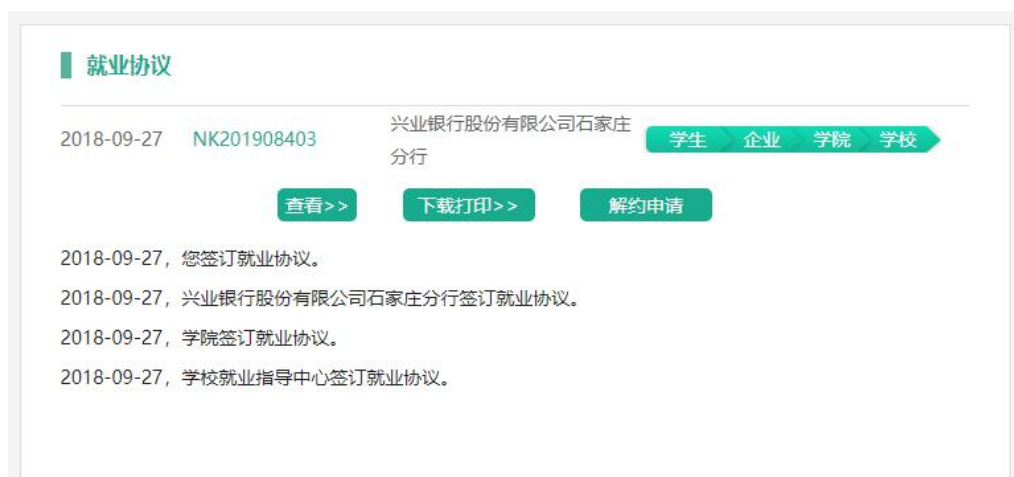 就业协议
2018-09-27 NK201908403 兴业银行股份有限公司石家庄
分行
学生 企业 学院 学校
查看>> 下载打印>> 解约申请
2018-09-27，您签订就业协议。
2018-09-27，兴业银行股份有限公司石家庄分行签订就业协议。
2018-09-27，学院签订就业协议。
2018-09-27，学校就业指导中心签订就业协议。